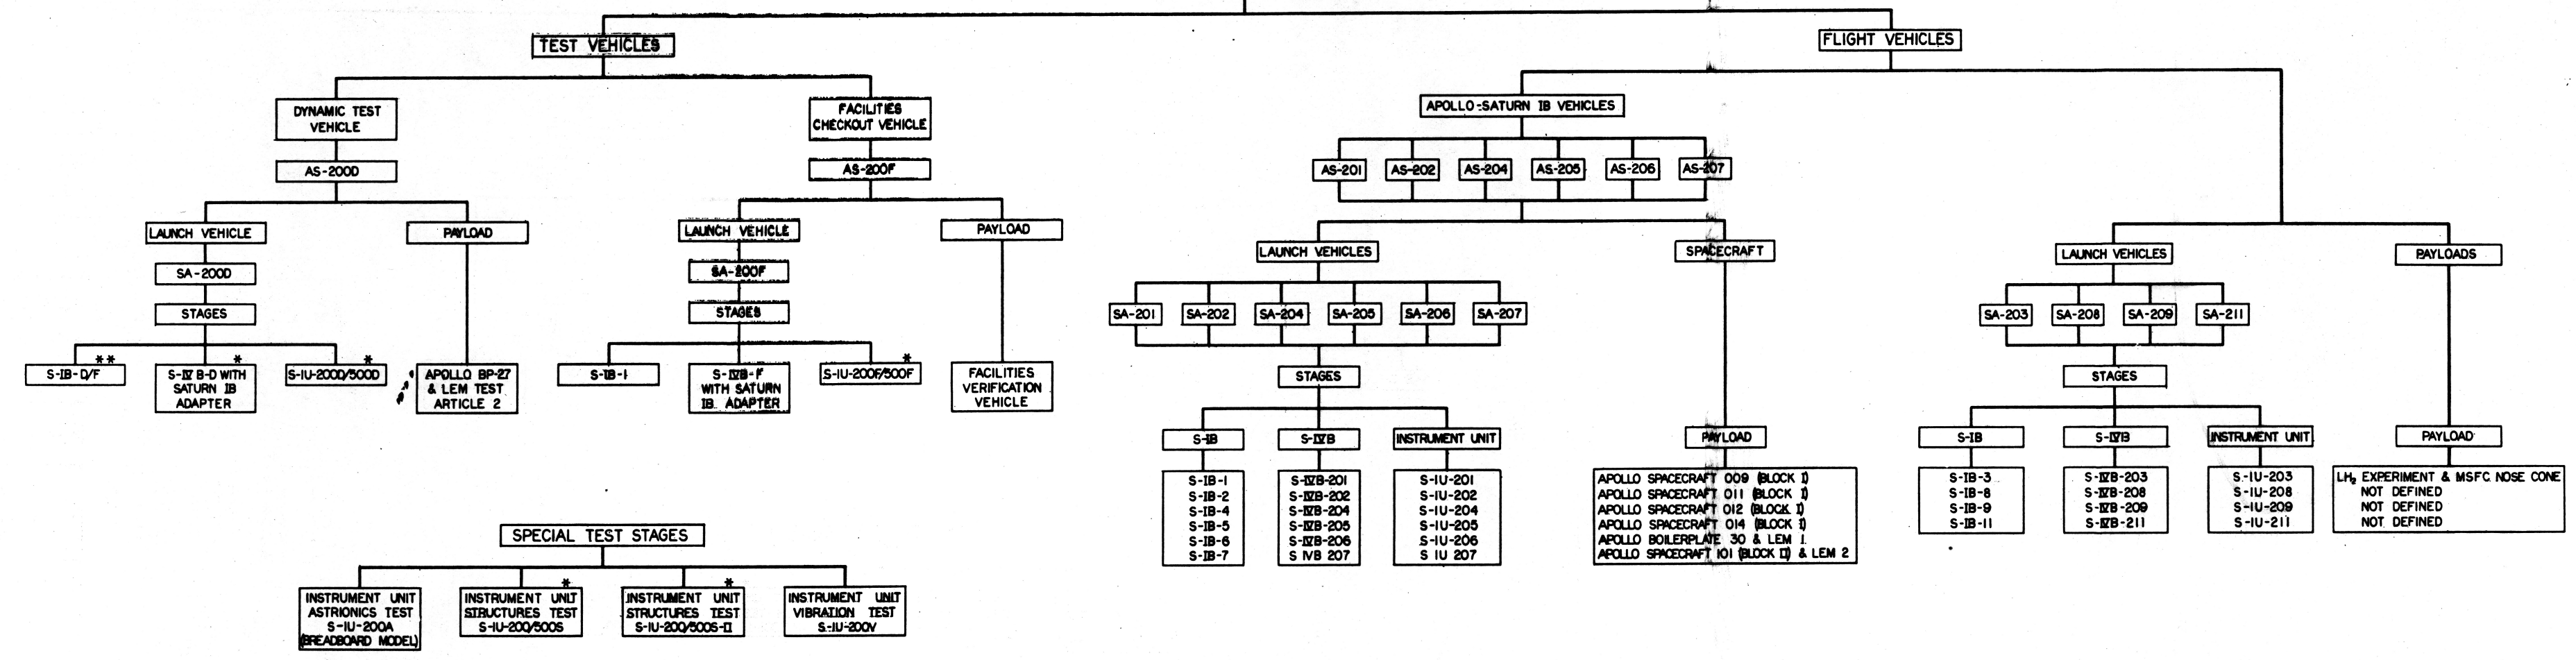 TEST VEHICLES
FLIGHT VEHICLES
DYNAMIC TEST
VEHICLE
FACILITIES
CHECKOUT VEHICLE
AS-200D
AS-200F
LAUNCH VEHICLE
PAYLOAD
LAUNCH VEHICLE
PAYLOAD
SA-200D
SA-200F
STAGES
STAGES
**
S-IB-D/F
*
S-IVB-D WITH
SATURN IB
ADAPTER
*
S-IU-200D/500D
APOLLO BP-27
& LEM TEST
ARTICLE 2
S-IB-1
S-IVB-F
WITH SATURN
IB ADAPTER
*
S-IU-200F/500F
FACILITIES
VERIFICATION
VEHICLE
SPECIAL TEST STAGES
INSTRUMENT UNIT
ASTRIONICS TEST
S-IU-200A
(BREADBOARD MODEL)
*
INSTRUMENT UNIT
STRUCTURES TEST
S-IU-200/500S
*
INSTRUMENT UNIT
STRUCTURES TEST
S-IU-200/500S-II
INSTRUMENT UNIT
VIBRATION TEST
S-IU-200V
APOLLO-SATURN IB VEHICLES
AS-201 AS-202 AS-204 AS-205 AS-206 AS-207
LAUNCH VEHICLES
SPACECRAFT
SA-201 SA-202 SA-204 SA-205 SA-206 SA-207
STAGES
S-IB
S-IVB
INSTRUMENT UNIT
PAYLOAD
S-IB-1
S-IB-2
S-IB-4
S-IB-5
S-IB-6
S-IB-7
S-IVB-201
S-IVB-202
S-IVB-204
S-IVB-205
S-IVB-206
S IVB 207
S-IU-201
S-IU-202
S-IU-204
S-IU-205
S-IU-206
S IU 207
APOLLO SPACECRAFT 009 (BLOCK I)
APOLLO SPACECRAFT 011 (BLOCK I)
APOLLO SPACECRAFT 012 (BLOCK I)
APOLLO SPACECRAFT 014 (BLOCK I)
APOLLO BOILERPLATE 30 & LEM 1
APOLLO SPACECRAFT 101 (BLOCK II) & LEM 2
LAUNCH VEHICLES
PAYLOADS
SA-203 SA-208 SA-209 SA-211
STAGES
S-IB
S-IVB
INSTRUMENT UNIT
PAYLOAD
S-IB-3
S-IB-8
S-IB-9
S-IB-11
S-IVB-203
S-IVB-208
S-IVB-209
S-IVB-211
S-IU-203
S-IU-208
S-IU-209
S-IU-211
LH₂ EXPERIMENT & MSFC NOSE CONE
NOT DEFINED
NOT DEFINED
NOT DEFINED